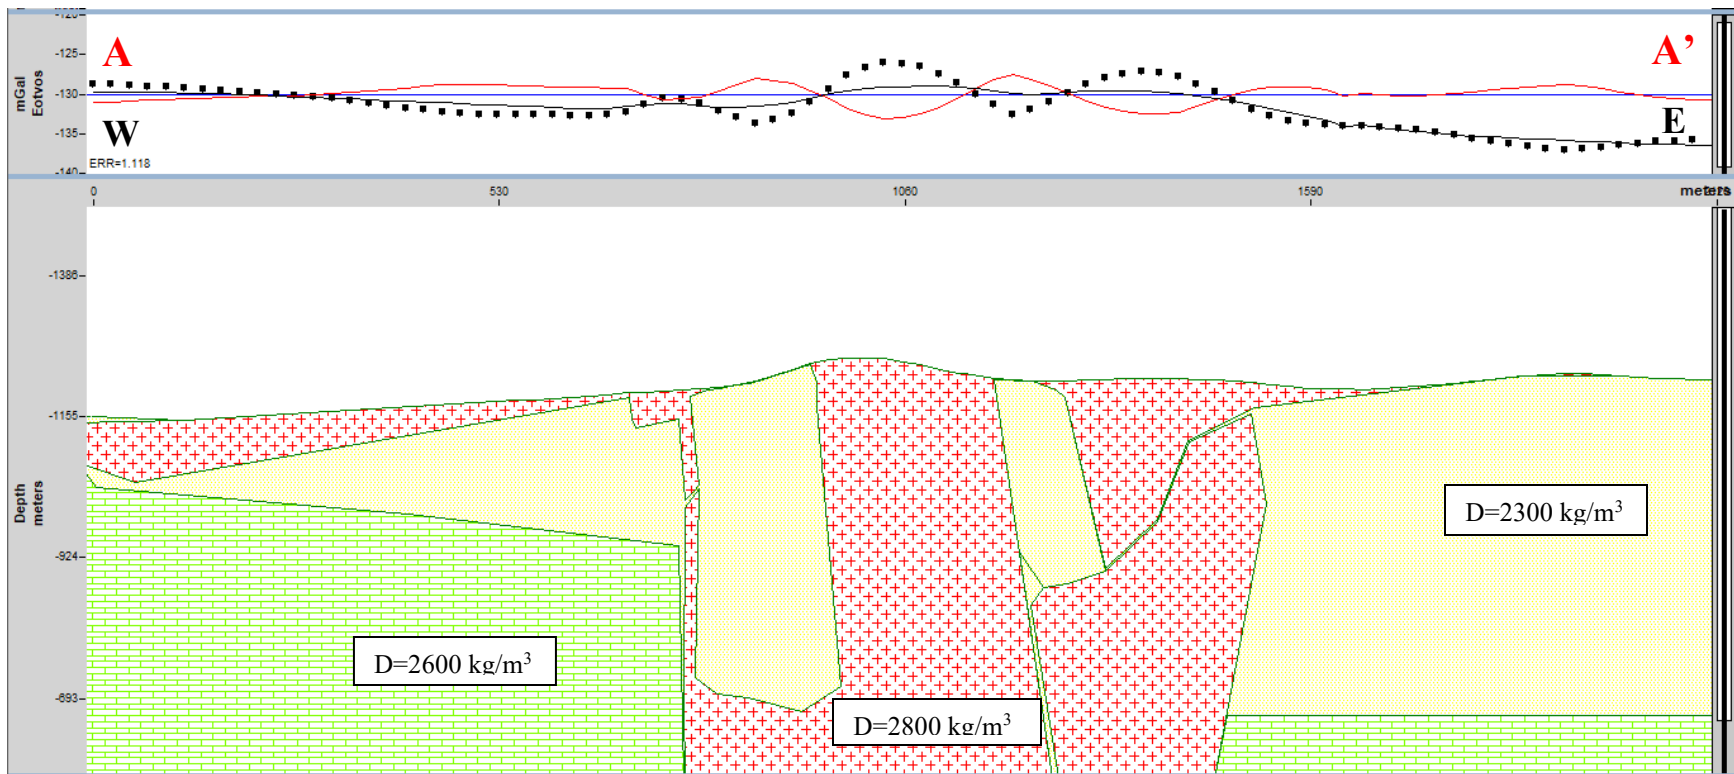 -120
-125
-130
-135
-140
mGal
Eotvos
A
A’
W
E
ERR=1.118
0
530
1060
1590
meters
-1386
-1155
-924
-693
Depth
meters
D=2300 kg/m³
D=2600 kg/m³
D=2800 kg/m³